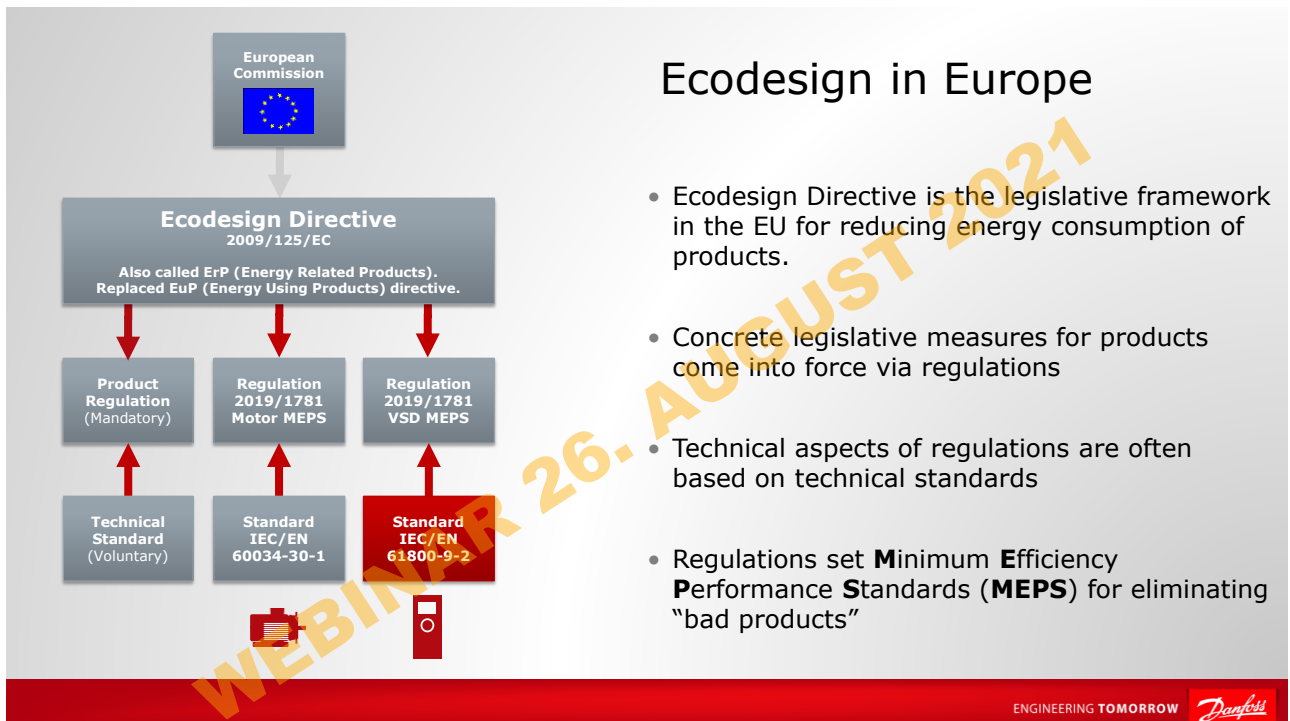 European
Commission
Ecodesign Directive
2009/125/EC
Also called ErP (Energy Related Products).
Replaced EuP (Energy Using Products) directive.
Product
Regulation
(Mandatory)
Regulation
2019/1781
Motor MEPS
Regulation
2019/1781
VSD MEPS
Technical
Standard
(Voluntary)
Standard
IEC/EN
60034-30-1
Standard
IEC/EN
61800-9-2
Ecodesign in Europe
• Ecodesign Directive is the legislative framework
in the EU for reducing energy consumption of
products.
• Concrete legislative measures for products
come into force via regulations
• Technical aspects of regulations are often
based on technical standards
• Regulations set Minimum Efficiency
Performance Standards (MEPS) for eliminating
“bad products”
WEBINAR 26. AUGUST 2021
ENGINEERING TOMORROW
Danfoss